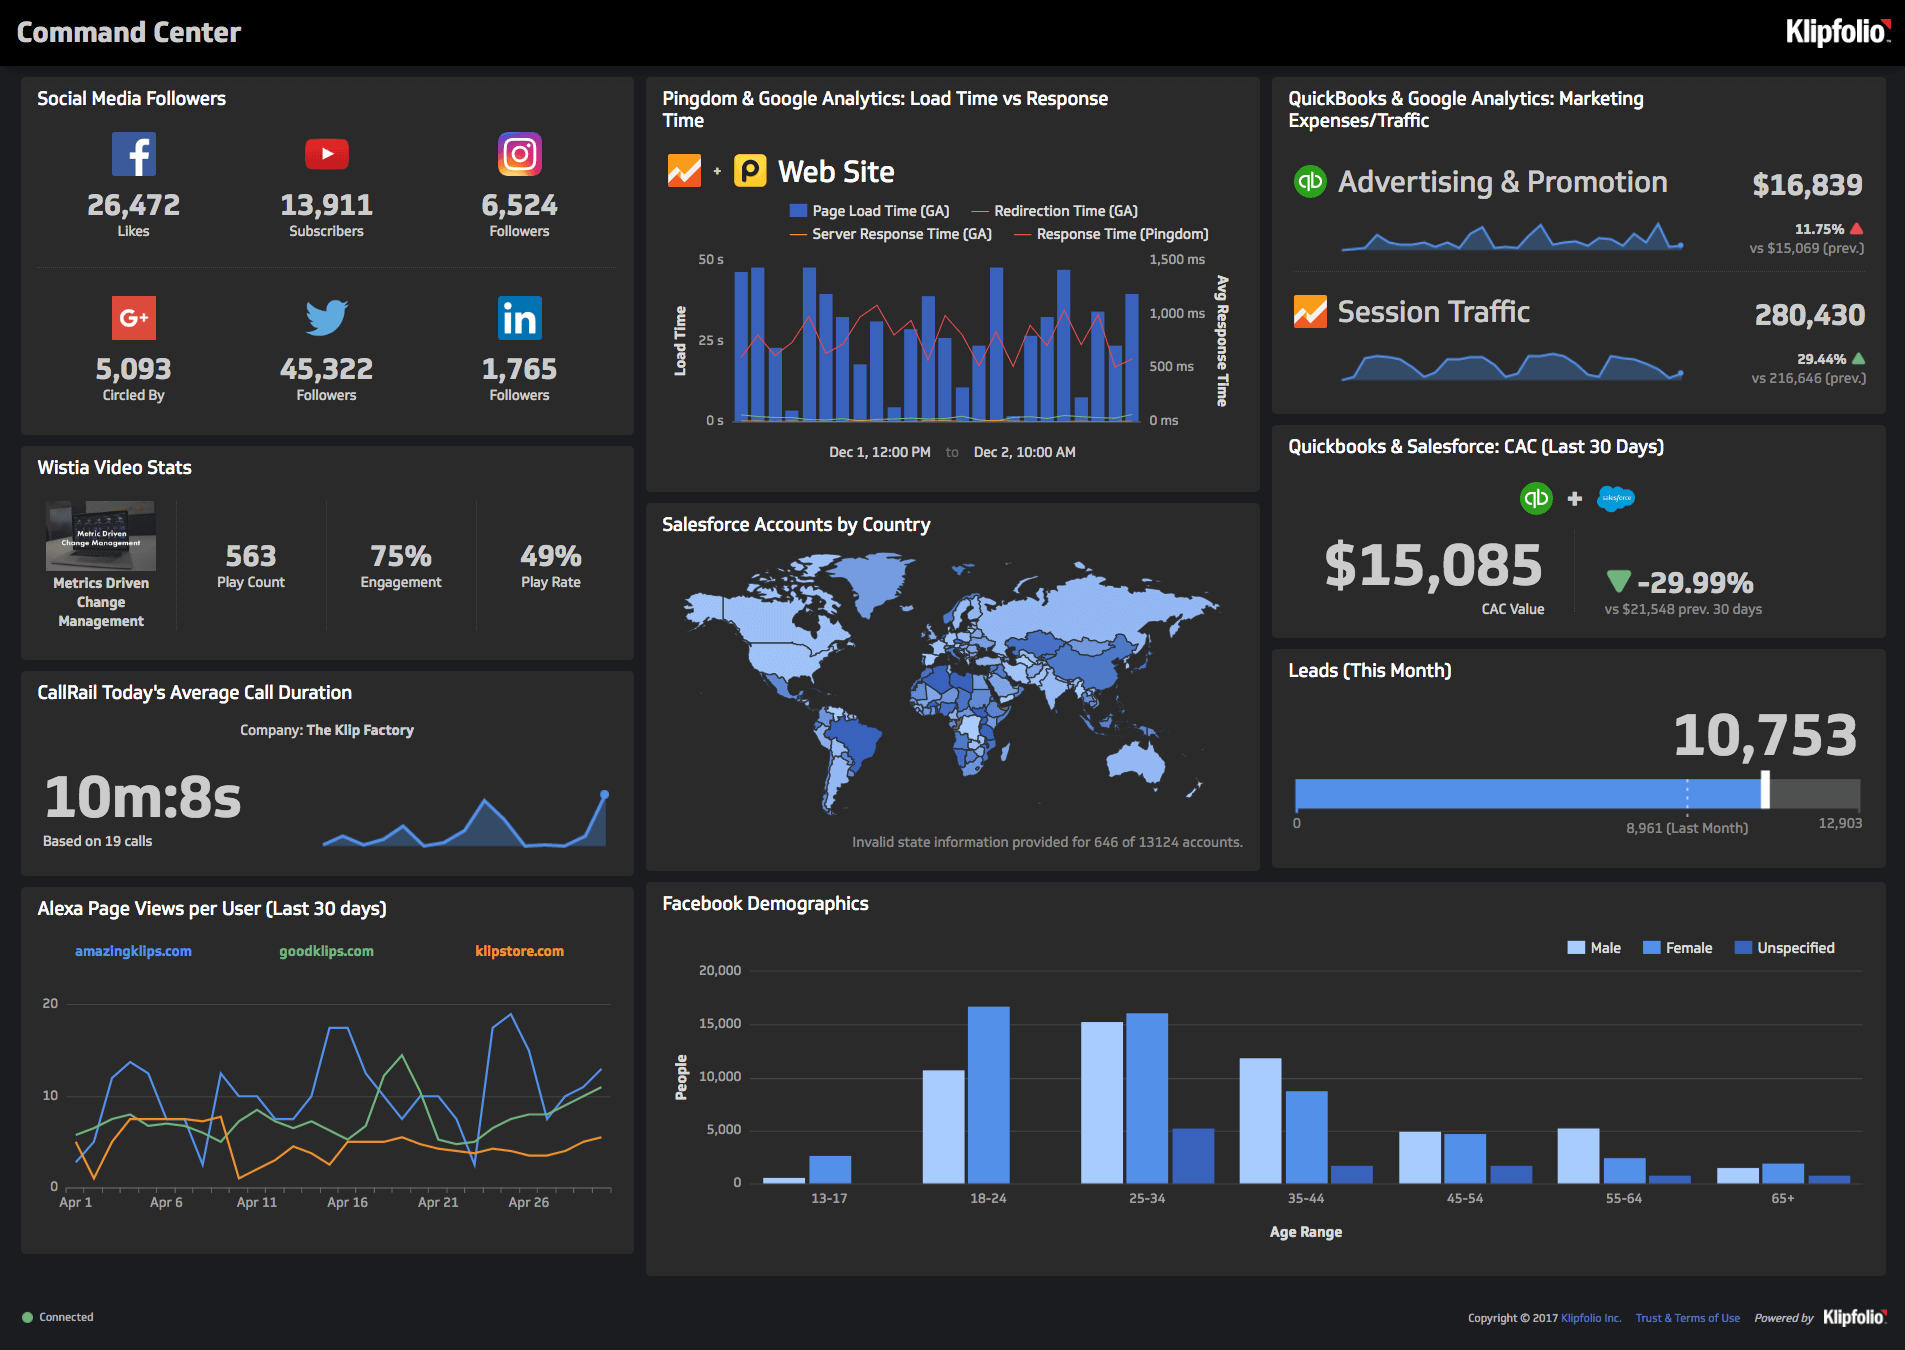 Command Center
Klipfolio
Social Media Followers
26,472
Likes
13,911
Subscribers
6,524
Followers
G+
5,093
Circled By
45,322
Followers
in
1,765
Followers
Wistia Video Stats
Metric Driven
Change Management
Metrics Driven
Change
Management
563
Play Count
75%
Engagement
49%
Play Rate
CallRail Today's Average Call Duration
Company: The Klip Factory
10m:8s
Based on 19 calls
Alexa Page Views per User (Last 30 days)
amazingklips.com goodklips.com klipstore.com
20
10
0
Apr 1 Apr 6 Apr 11 Apr 16 Apr 21 Apr 26
Pingdom & Google Analytics: Load Time vs Response
Time
+ Web Site
Page Load Time (GA) Redirection Time (GA)
Server Response Time (GA) Response Time (Pingdom)
50 s 1,500 ms
1,000 ms
25 s
500 ms
0 s 0 ms
Load Time
Avg Response Time
Dec 1, 12:00 PM to Dec 2, 10:00 AM
Salesforce Accounts by Country
Invalid state information provided for 646 of 13124 accounts.
QuickBooks & Google Analytics: Marketing
Expenses/Traffic
qb Advertising & Promotion $16,839
11.75%
vs $15,069 (prev.)
Session Traffic 280,430
29.44%
vs 216,646 (prev.)
Quickbooks & Salesforce: CAC (Last 30 Days)
qb + salesforce
$15,085
CAC Value
-29.99%
vs $21,548 prev. 30 days
Leads (This Month)
10,753
0 8,961 (Last Month) 12,903
Facebook Demographics
Male Female Unspecified
20,000
15,000
10,000
5,000
0
People
13-17 18-24 25-34 35-44 45-54 55-64 65+
Age Range
Connected
Copyright © 2017 Klipfolio Inc. Trust & Terms of Use Powered by Klipfolio